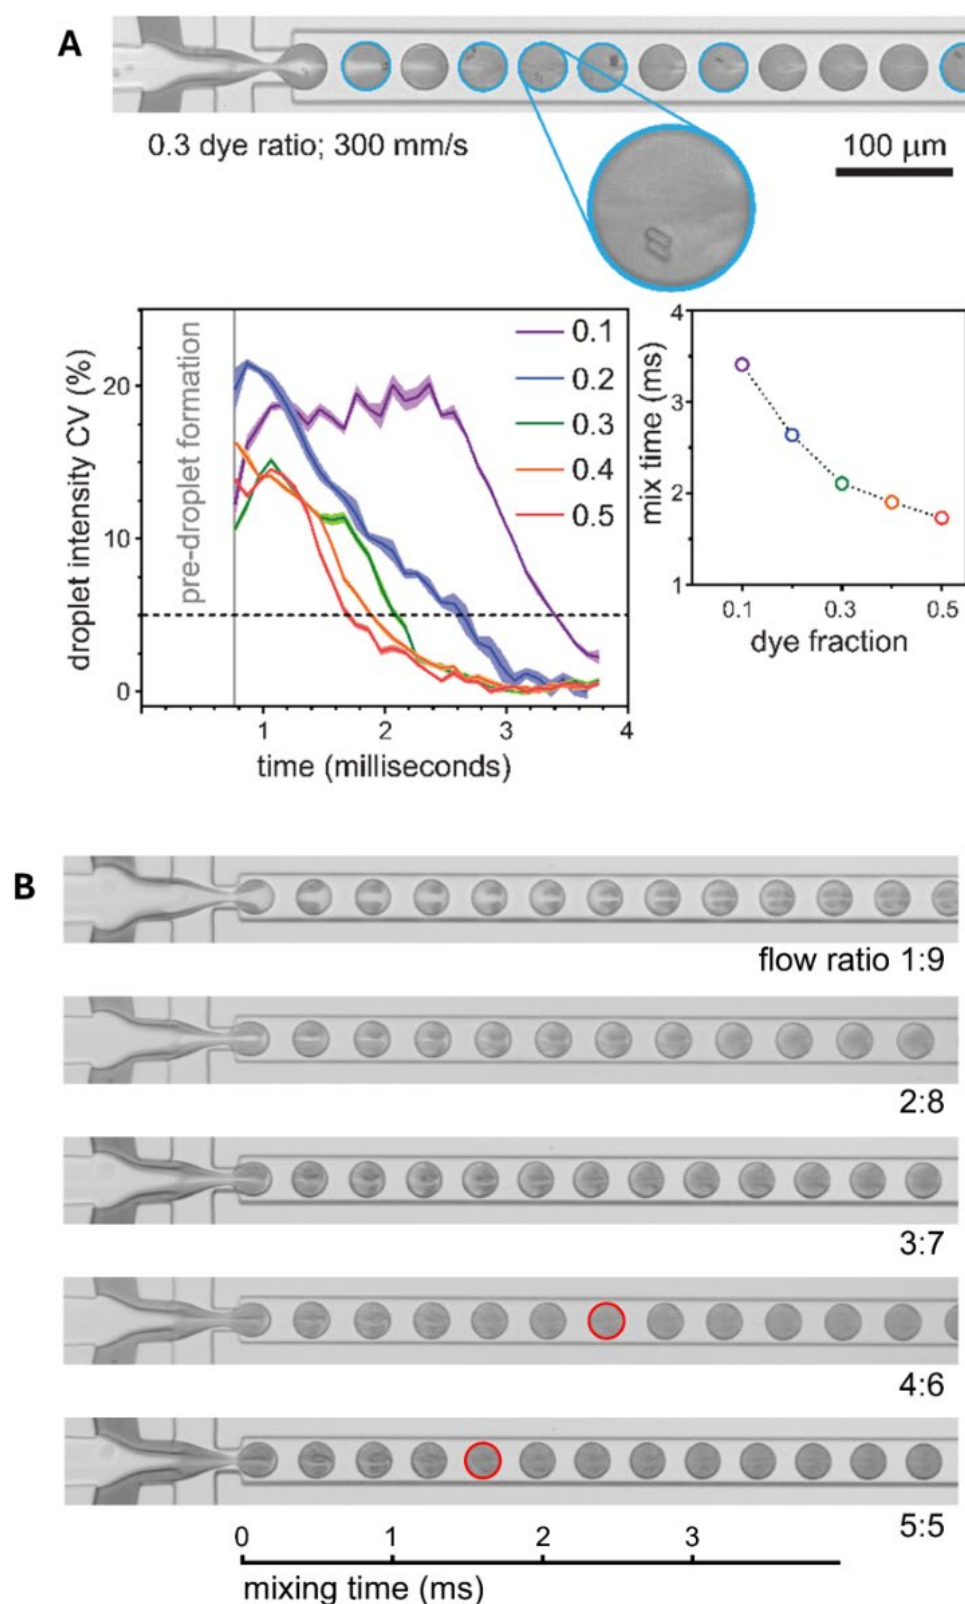 A
0.3 dye ratio; 300 mm/s
100 µm
droplet intensity CV (%)
20
10
0
pre-droplet formation
0.1
0.2
0.3
0.4
0.5
1
2
3
4
time (milliseconds)
mix time (ms)
4
3
2
1
0.1
0.3
0.5
dye fraction
B
flow ratio 1:9
2:8
3:7
4:6
5:5
0
1
2
3
mixing time (ms)